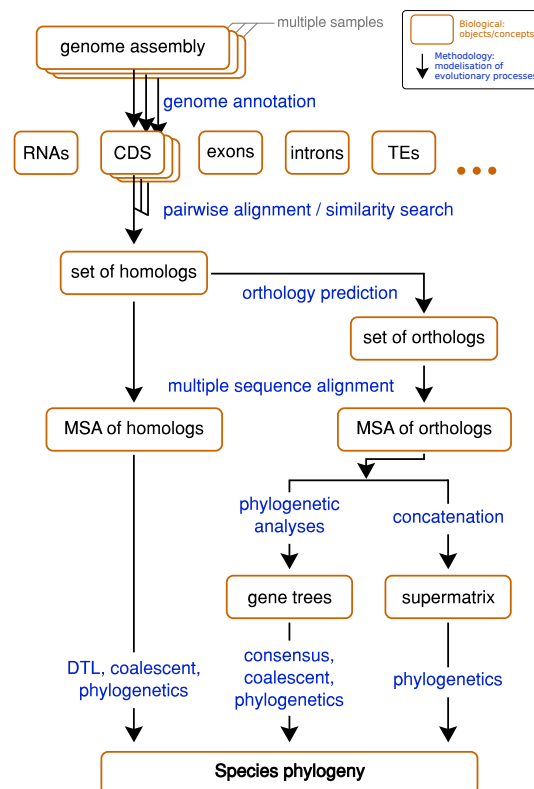 multiple samples
Biological:
objects/concepts
genome assembly
Methodology:
modelisation of
evolutionary processes
genome annotation
RNAs
CDS
exons
introns
TEs
pairwise alignment / similarity search
set of homologs
orthology prediction
set of orthologs
multiple sequence alignment
MSA of homologs
MSA of orthologs
phylogenetic
analyses
concatenation
gene trees
supermatrix
DTL, coalescent,
phylogenetics
consensus,
coalescent,
phylogenetics
phylogenetics
Species phylogeny